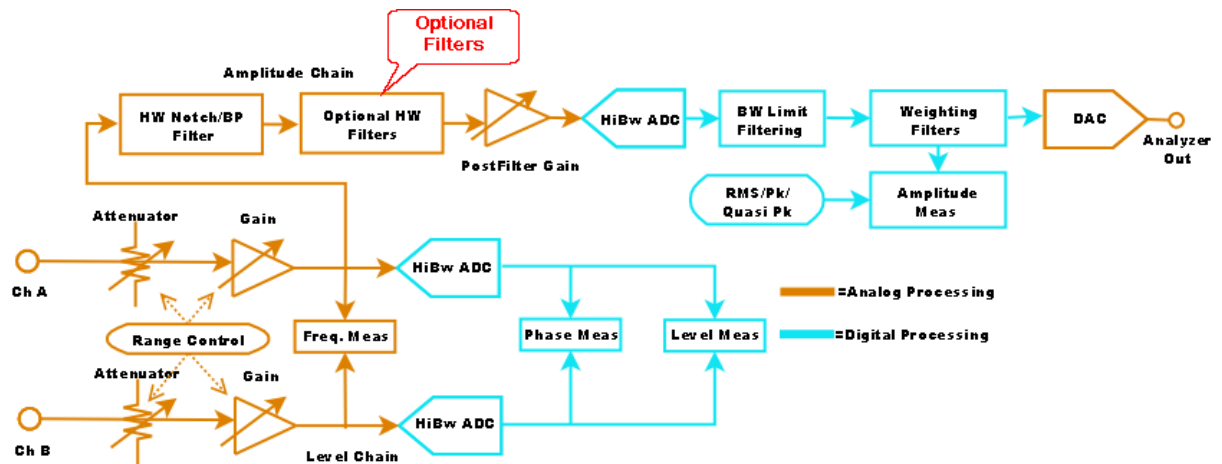 Optional
Filters
Amplitude Chain
HW Notch/BP
Filter
Optional HW
Filters
PostFilter Gain
HiBw ADC
BW Limit
Filtering
Weighting
Filters
DAC
Analyzer
Out
RMS/Pk/
Quasi Pk
Amplitude
Meas
Attenuator
Gain
Ch A
HiBw ADC
=Analog Processing
Range Control
Freq. Meas
Phase Meas
Level Meas
=Digital Processing
Attenuator
Gain
Ch B
HiBw ADC
Level Chain